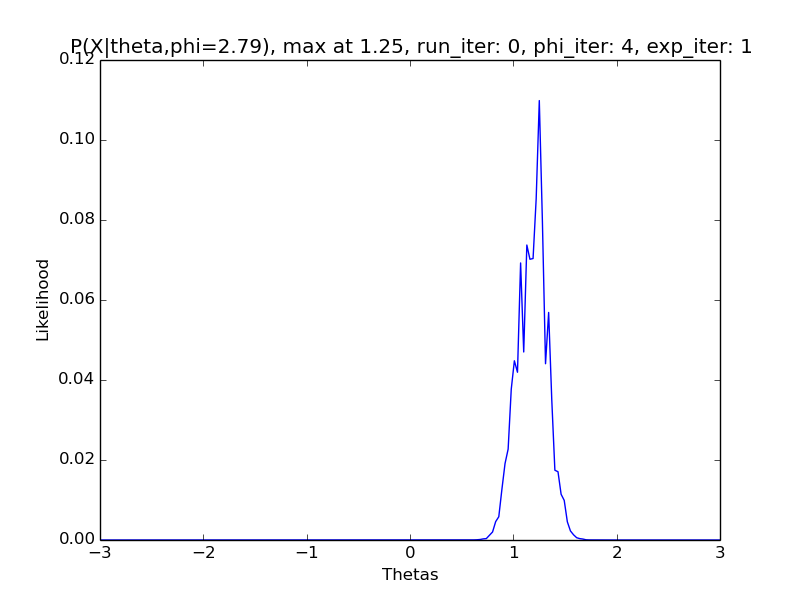 P(X|theta,phi=2.79), max at 1.25, run_iter: 0, phi_iter: 4, exp_iter: 1
0.12
0.10
0.08
0.06
0.04
0.02
0.00
Likelihood
−3 −2 −1 0 1 2 3
Thetas